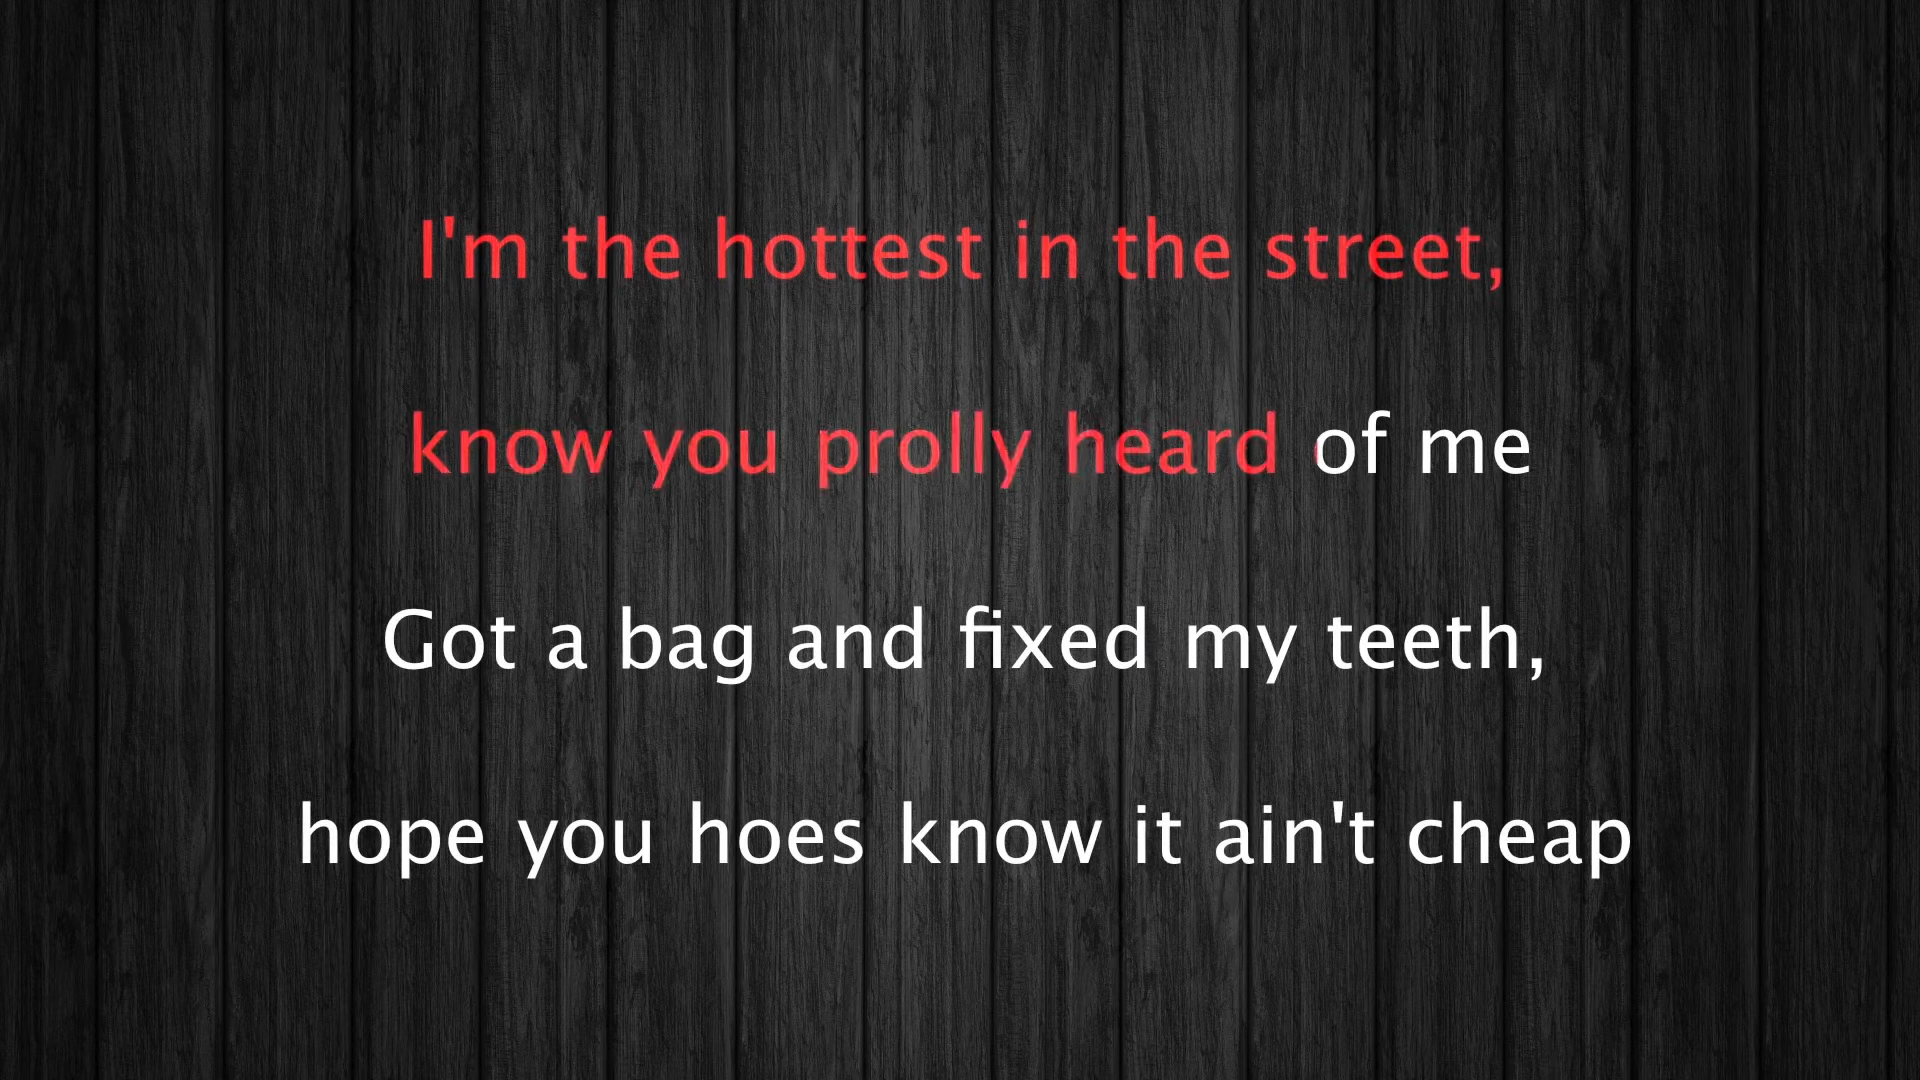 I'm the hottest in the street,
know you prolly heard of me
Got a bag and fixed my teeth,
hope you hoes know it ain't cheap